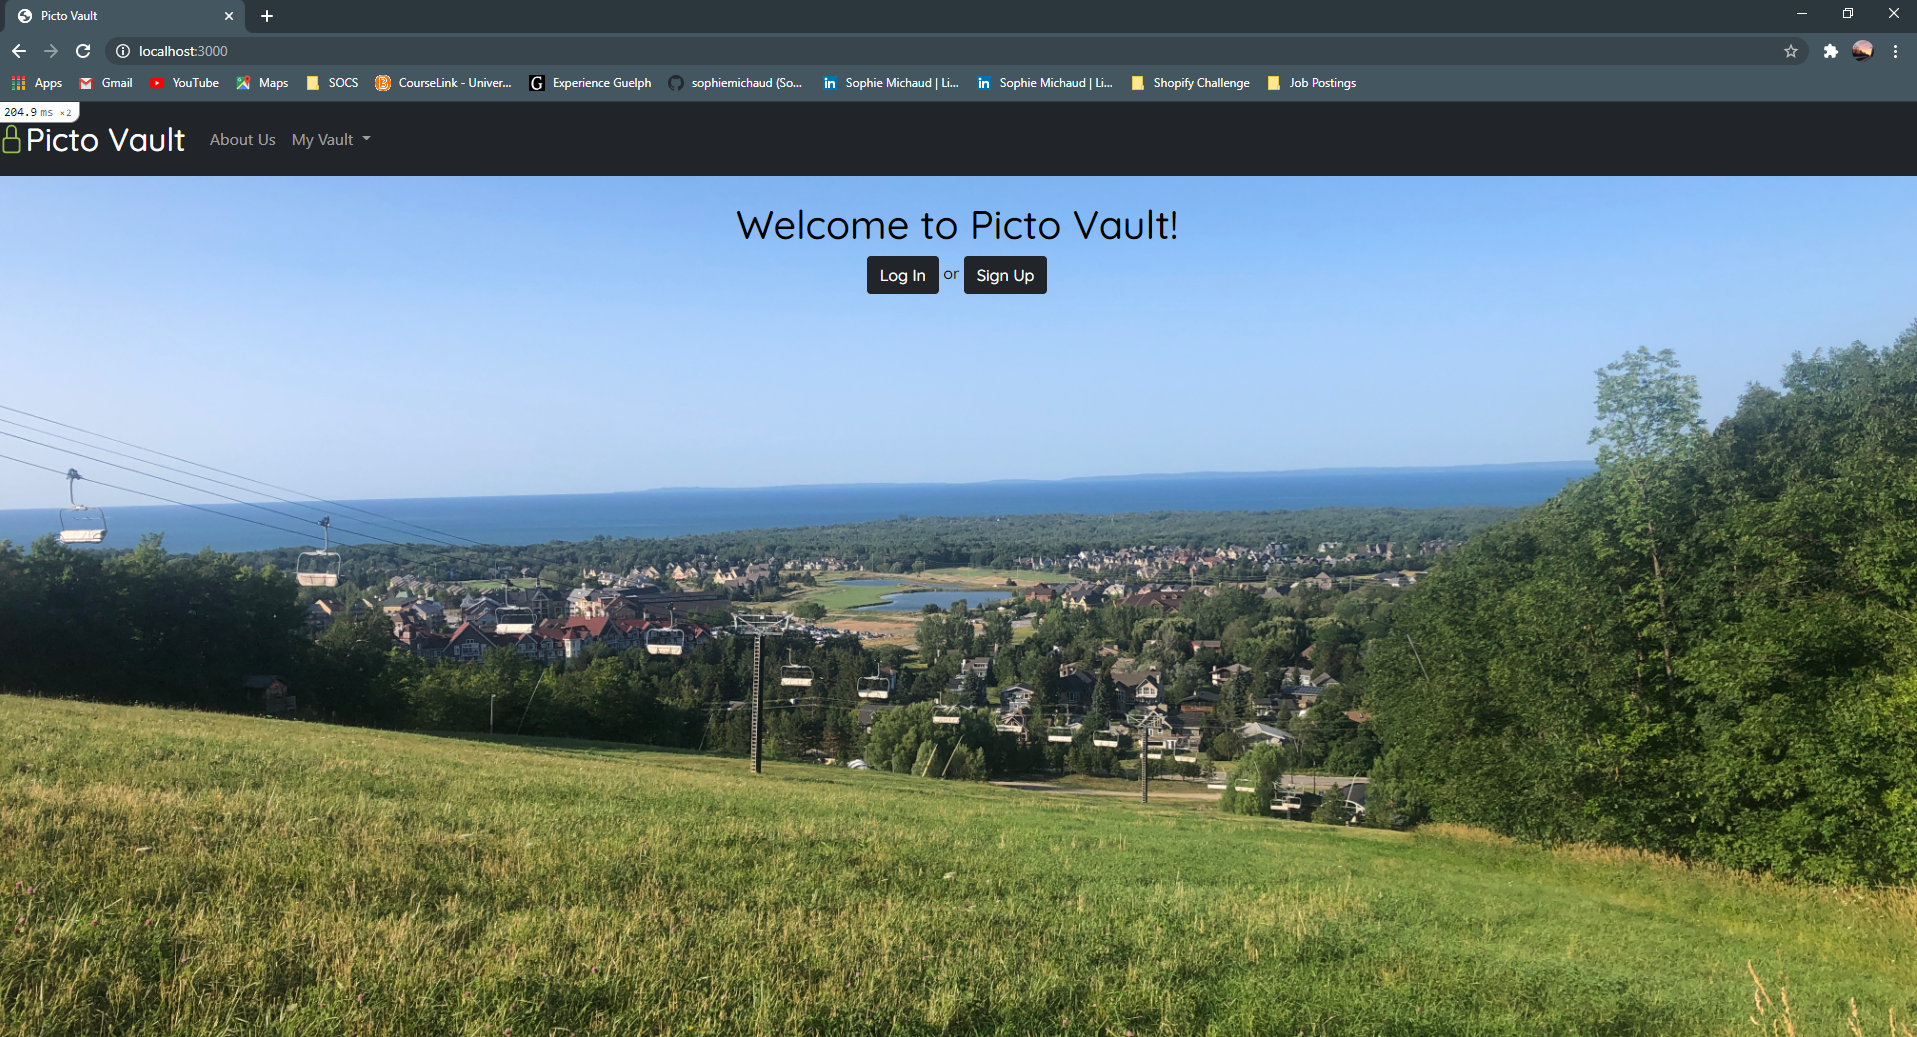 Picto Vault
localhost:3000
Apps Gmail YouTube Maps SOCS CourseLink - Univer... Experience Guelph sophiemichaud (So... Sophie Michaud | Li... Sophie Michaud | Li... Shopify Challenge Job Postings
204.9 ms ×2
Picto Vault About Us My Vault
Welcome to Picto Vault!
Log In or Sign Up